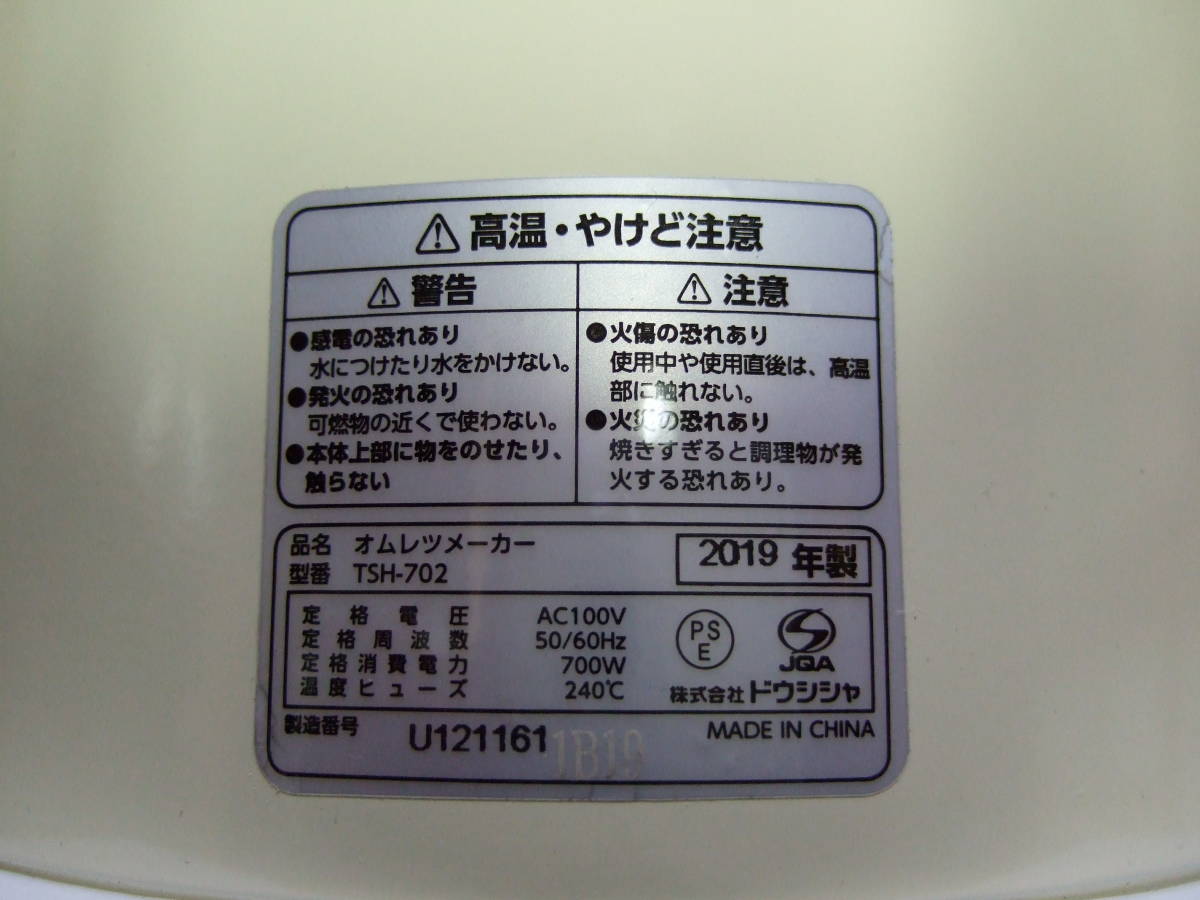 ⚠高温・やけど注意
⚠警告
●感電の恐れあり
水につけたり水をかけない。
●発火の恐れあり
可燃物の近くで使わない。
●本体上部に物をのせたり、
触らない
⚠注意
●火傷の恐れあり
使用中や使用直後は、高温
部に触れない。
●火災の恐れあり
焼きすぎると調理物が発
火する恐れあり。
品名 オムレツメーカー
型番 TSH-702
2019 年製
定格電圧 AC100V
定格周波数 50/60Hz
定格消費電力 700W
温度ヒューズ 240℃
PS
E
JQA
株式会社ドウシシャ
製造番号 U121161
1B19
MADE IN CHINA